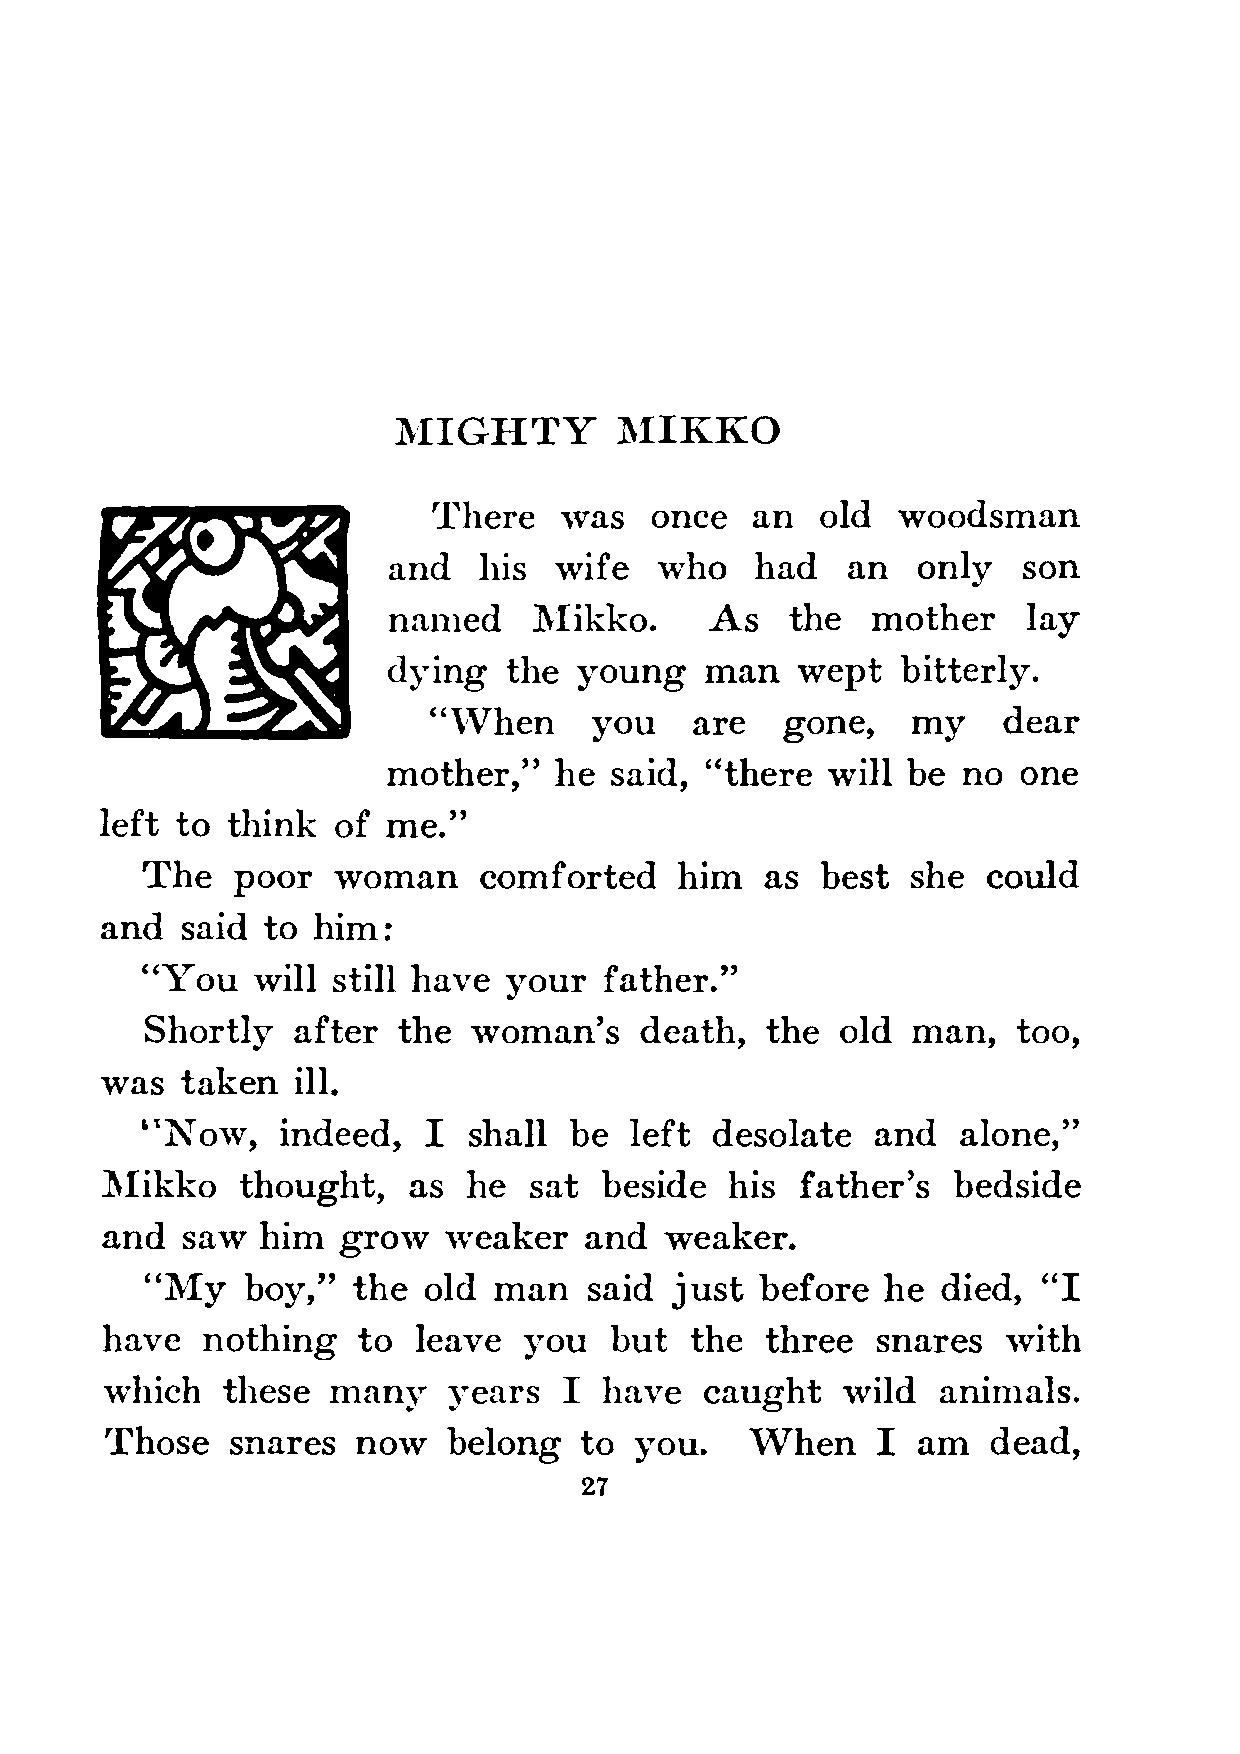 MIGHTY MIKKO
There was once an old woodsman
and his wife who had an only son
named Mikko. As the mother lay
dying the young man wept bitterly.
“When you are gone, my dear
mother,” he said, “there will be no one
left to think of me.”
The poor woman comforted him as best she could
and said to him:
“You will still have your father.”
Shortly after the woman’s death, the old man, too,
was taken ill.
“Now, indeed, I shall be left desolate and alone,”
Mikko thought, as he sat beside his father’s bedside
and saw him grow weaker and weaker.
“My boy,” the old man said just before he died, “I
have nothing to leave you but the three snares with
which these many years I have caught wild animals.
Those snares now belong to you. When I am dead,
27